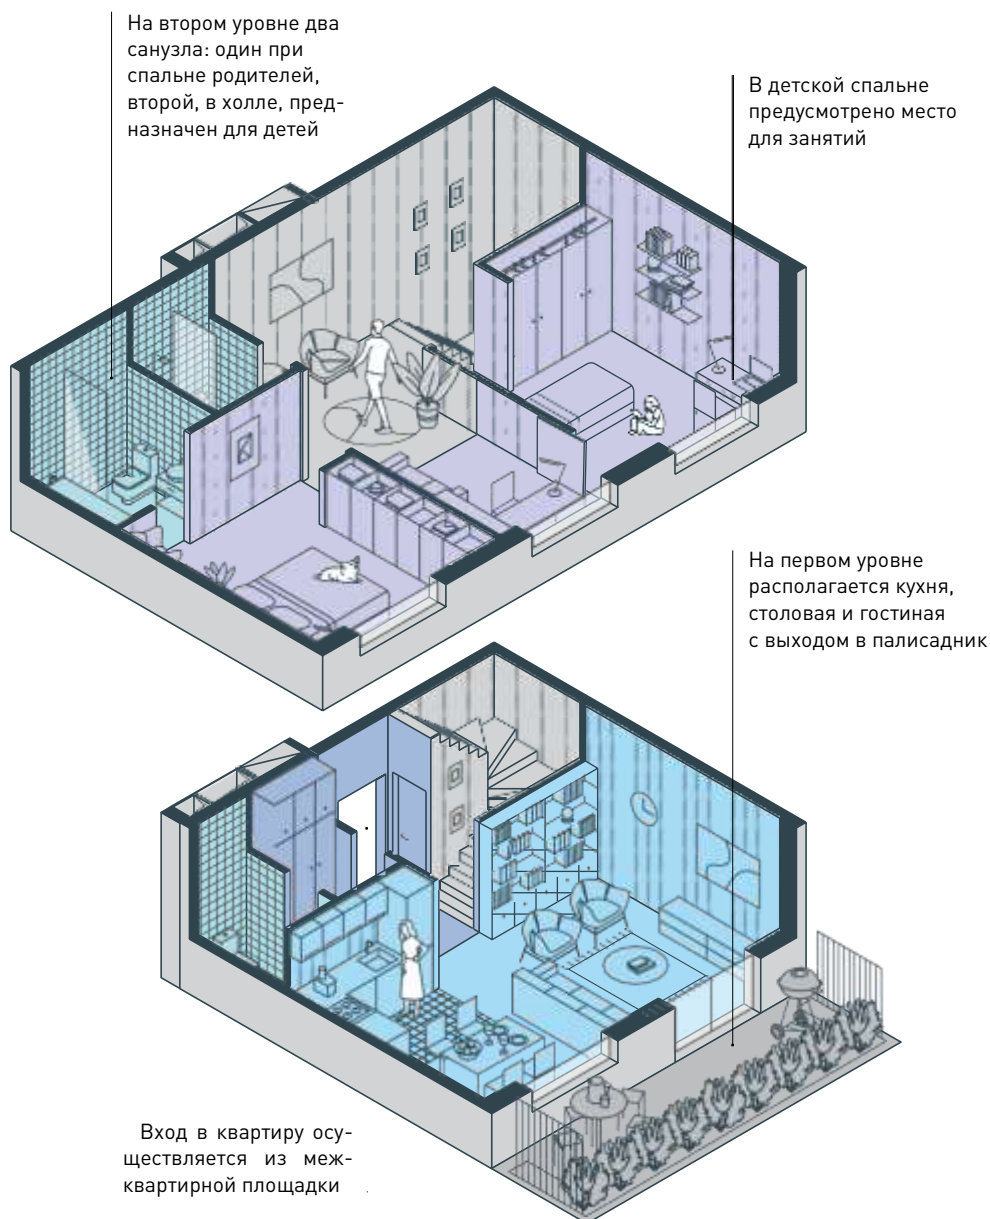 На втором уровне два
санузла: один при
спальне родителей,
второй, в холле, пред-
назначен для детей
В детской спальне
предусмотрено место
для занятий
На первом уровне
располагается кухня,
столовая и гостиная
с выходом в палисадник
Вход в квартиру осу-
ществляется из меж-
квартирной площадки